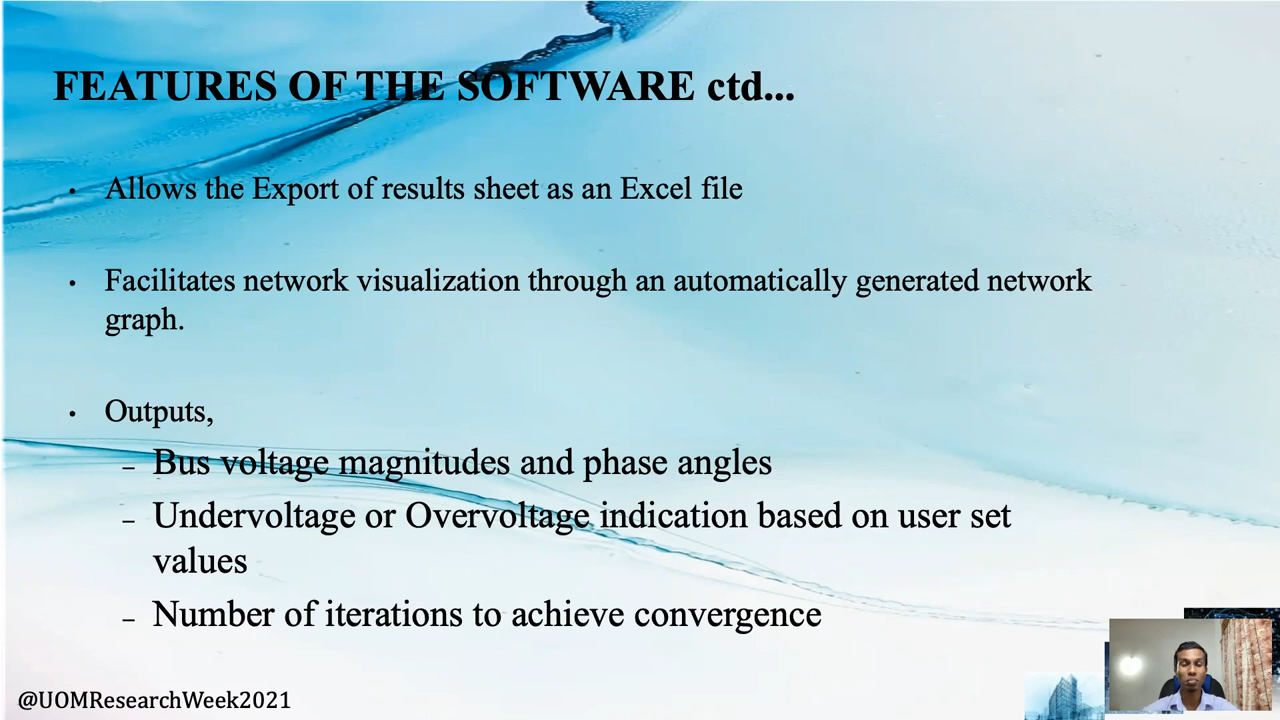 FEATURES OF THE SOFTWARE ctd...
• Allows the Export of results sheet as an Excel file
• Facilitates network visualization through an automatically generated network
graph.
• Outputs,
– Bus voltage magnitudes and phase angles
– Undervoltage or Overvoltage indication based on user set
values
– Number of iterations to achieve convergence
@UOMResearchWeek2021